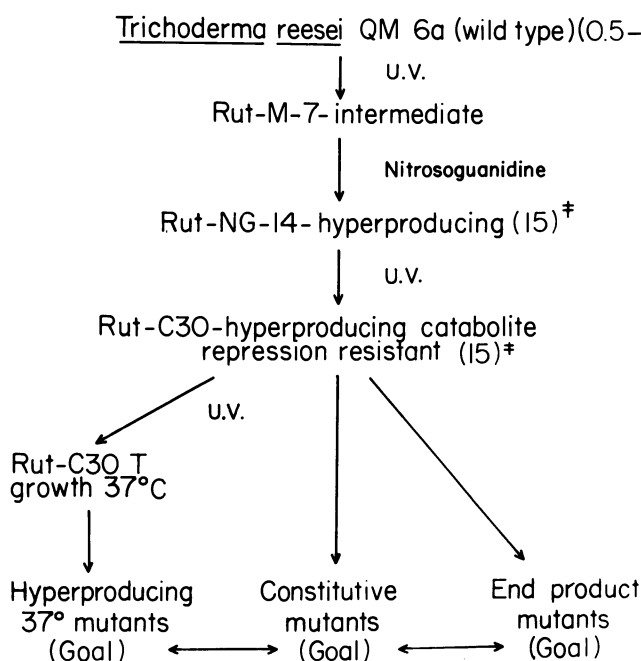 Trichoderma reesei QM 6a (wild type)(0.5–
U.V.
Rut-M-7-intermediate
Nitrosoguanidine
Rut-NG-14-hyperproducing (15)‡
U.V.
Rut-C30-hyperproducing catabolite
repression resistant (15)‡
U.V.
Rut-C30 T
growth 37°C
Hyperproducing
37° mutants
(Goal)
Constitutive
mutants
(Goal)
End product
mutants
(Goal)